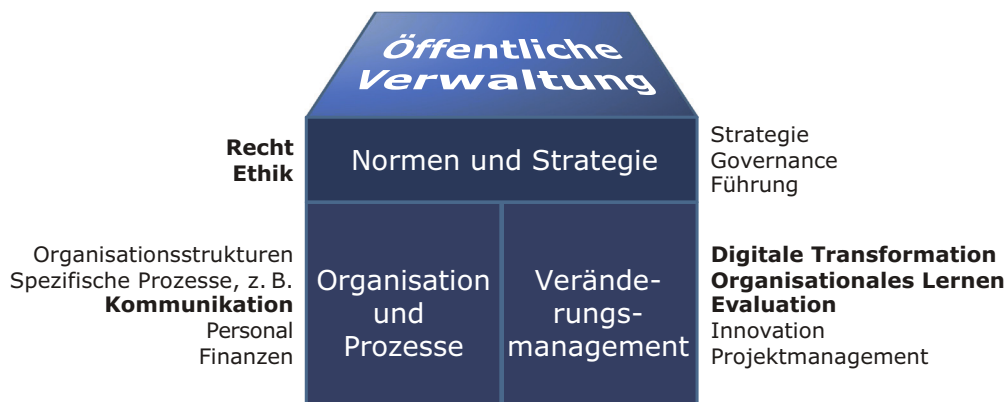 Öffentliche
Verwaltung
Recht
Ethik
Normen und Strategie
Strategie
Governance
Führung
Organisationsstrukturen
Spezifische Prozesse, z. B.
Kommunikation
Personal
Finanzen
Organisation
und
Prozesse
Verände-
rungs-
management
Digitale Transformation
Organisationales Lernen
Evaluation
Innovation
Projektmanagement